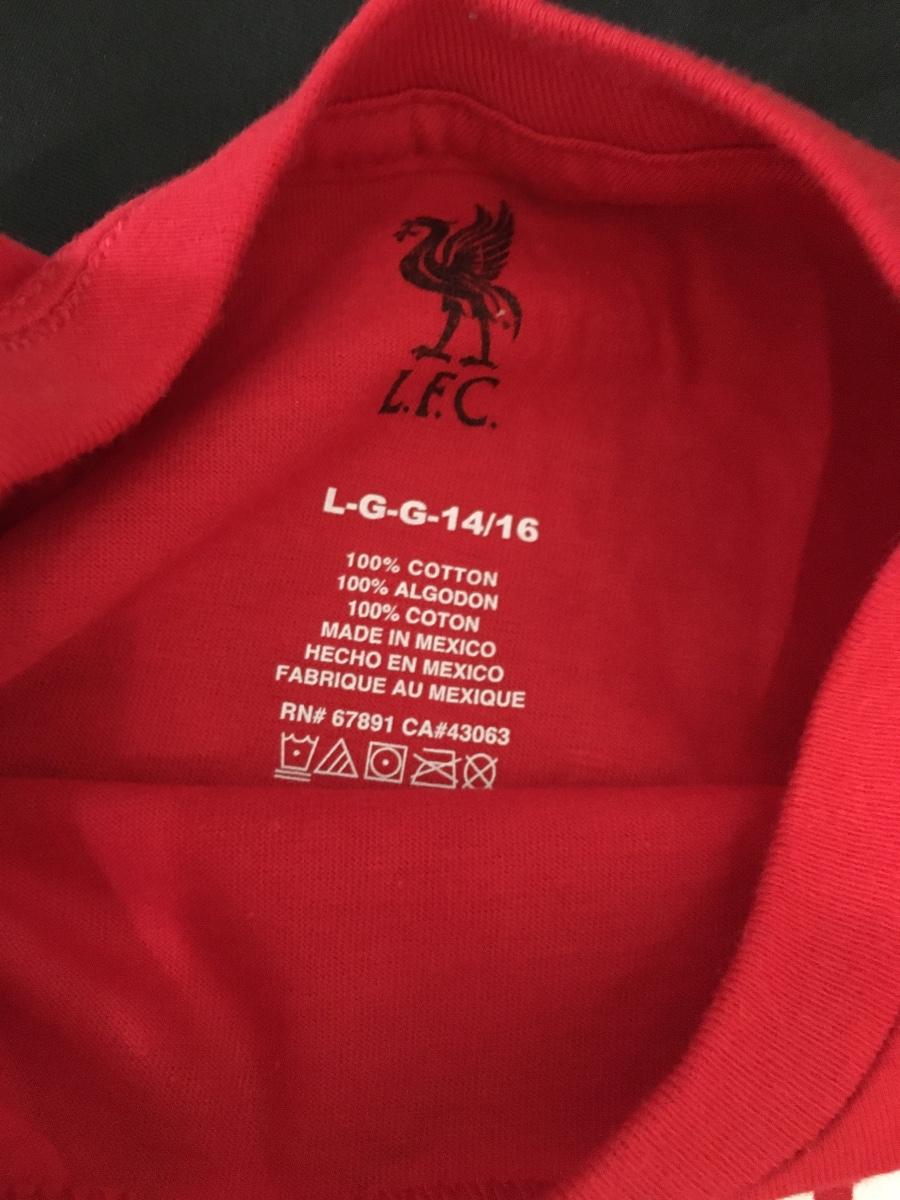 L.F.C.
L-G-G-14/16
100% COTTON
100% ALGODON
100% COTON
MADE IN MEXICO
HECHO EN MEXICO
FABRIQUE AU MEXIQUE
RN# 67891 CA#43063